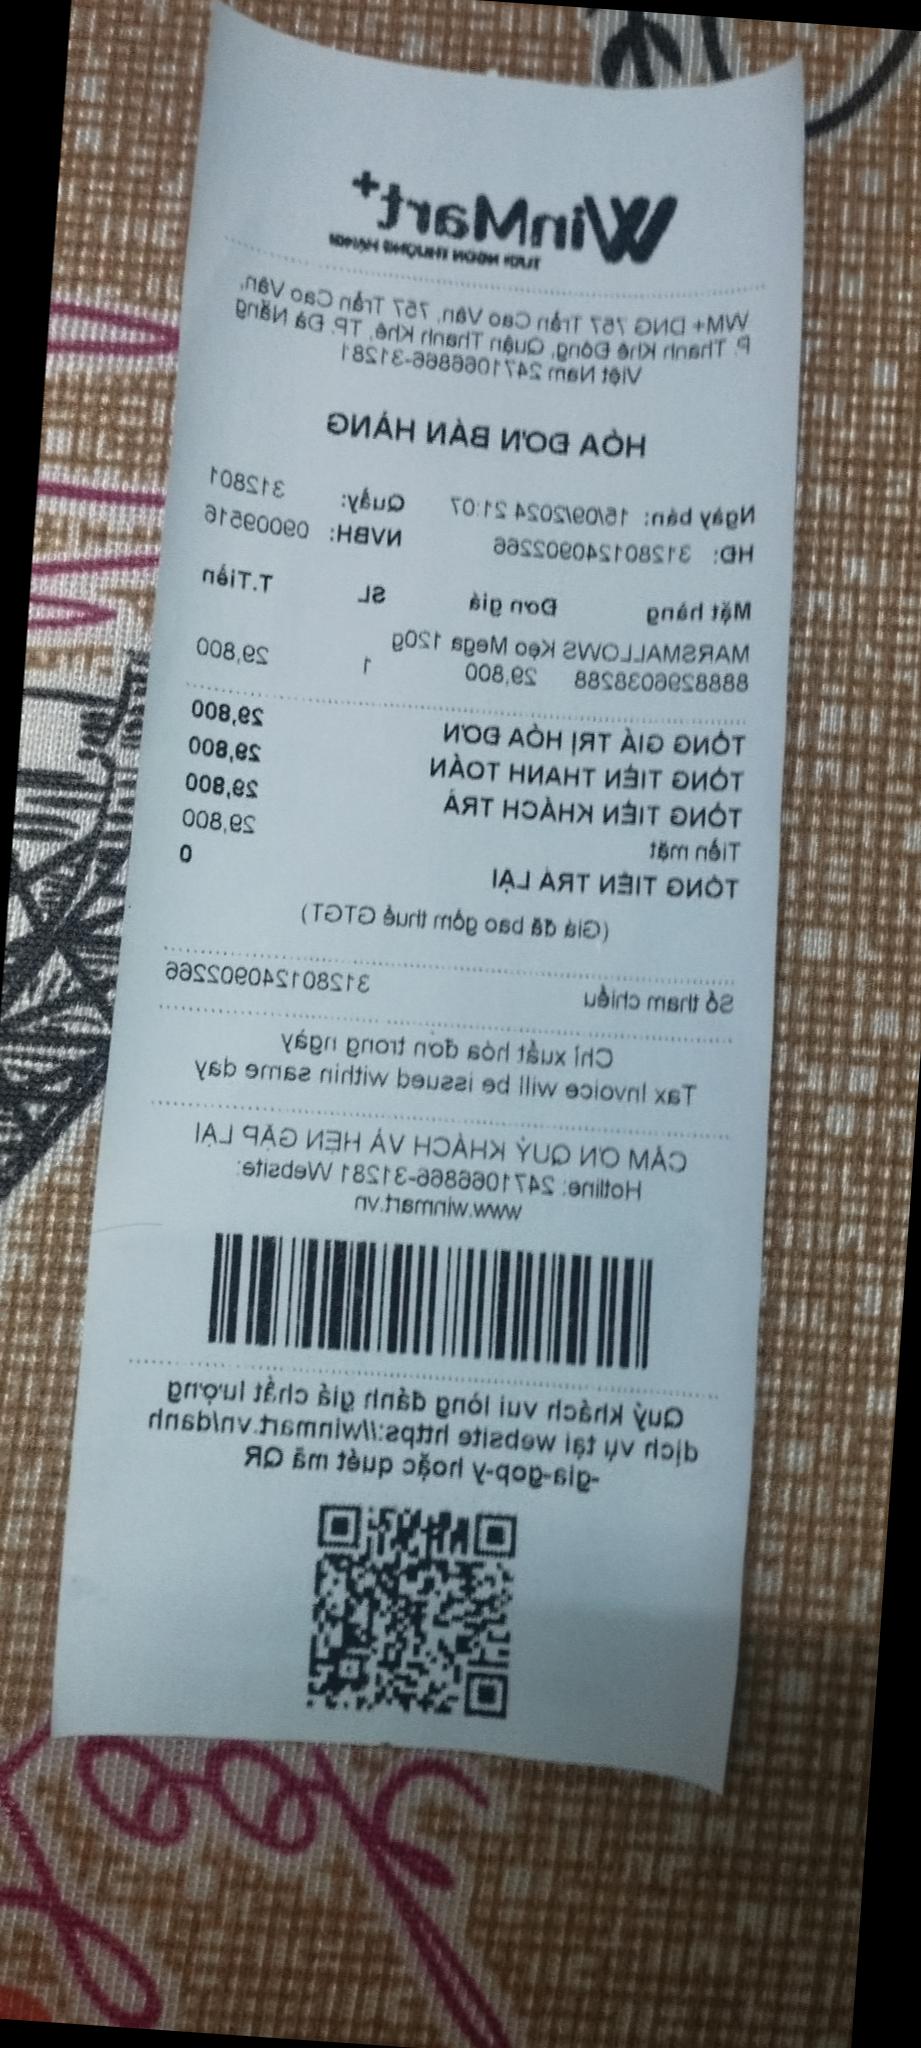 WinMart+
TƯƠI NGON THƯỢNG HẠNG
WM+ DNG 757 Trần Cao Vân, 757 Trần Cao Vân,
P. Thanh Khê Đông, Quận Thanh Khê, TP. Đà Nẵng
Việt Nam 2471066866-31281
HÓA ĐƠN BÁN HÀNG
Ngày bán: 15/09/2024 21:07 Quầy: 312801
HĐ: 312801240902266 NVBH: 09009516
Mặt hàng Đơn giá SL T.Tiền
MARSMALLOWS Kẹo Mega 120g
8888296038288 29,800 1 29,800
TỔNG GIÁ TRỊ HÓA ĐƠN 29,800
TỔNG TIỀN THANH TOÁN 29,800
TỔNG TIỀN KHÁCH TRẢ 29,800
Tiền mặt 29,800
TỔNG TIỀN TRẢ LẠI 0
(Giá đã bao gồm thuế GTGT)
Số tham chiếu 312801240902266
Chỉ xuất hóa đơn trong ngày
Tax Invoice will be issued within same day
CẢM ƠN QUÝ KHÁCH VÀ HẸN GẶP LẠI
Hotline: 2471066866-31281 Website:
www.winmart.vn
Quý khách vui lòng đánh giá chất lượng
dịch vụ tại website https://winmart.vn/danh
-gia-gop-y hoặc quét mã QR